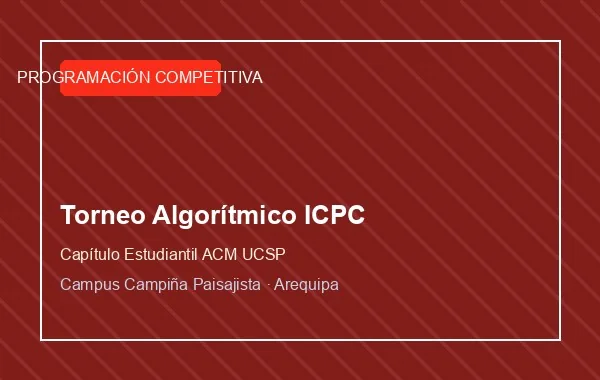 PROGRAMACIÓN COMPETITIVA
Torneo Algorítmico ICPC
Capítulo Estudiantil ACM UCSP
Campus Campiña Paisajista · Arequipa